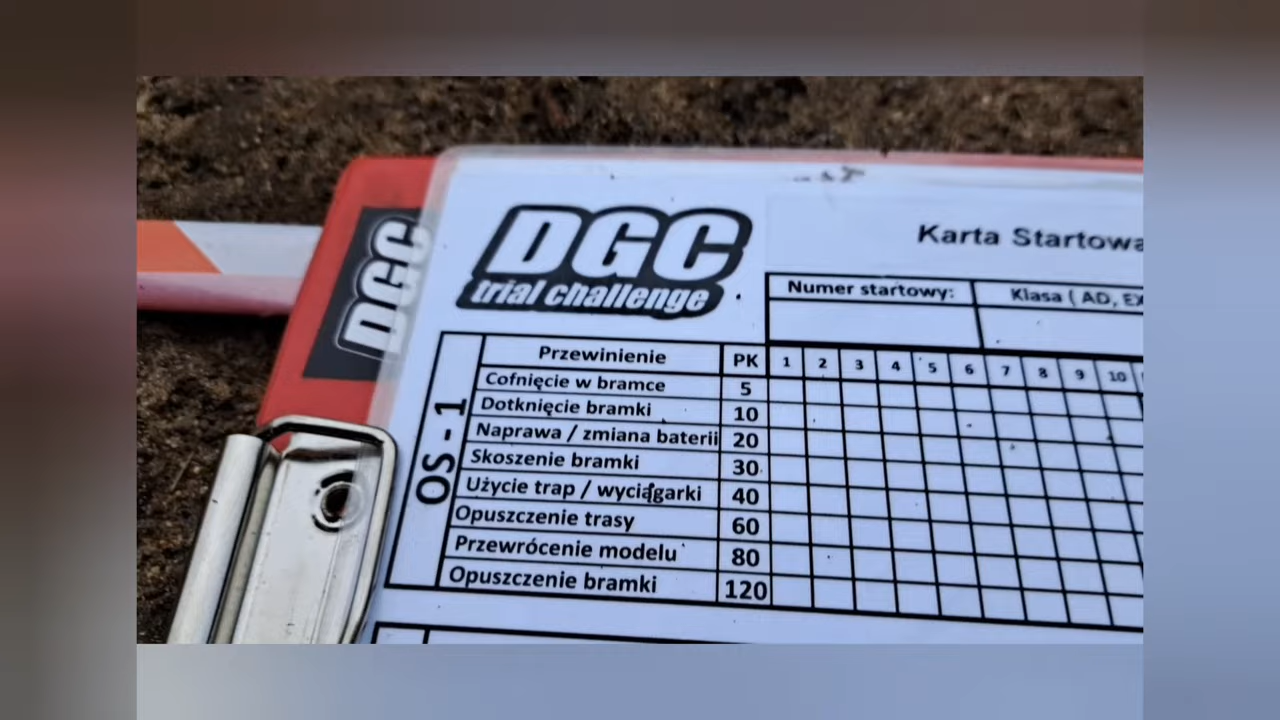 DGC
DGC
trial challenge
Karta Startowa
Numer startowy:
Klasa ( AD, EX
OS - 1
Przewinienie PK 1 2 3 4 5 6 7 8 9 10
Cofnięcie w bramce 5
Dotknięcie bramki 10
Naprawa / zmiana baterii 20
Skoszenie bramki 30
Użycie trap / wyciągarki 40
Opuszczenie trasy 60
Przewrócenie modelu 80
Opuszczenie bramki 120